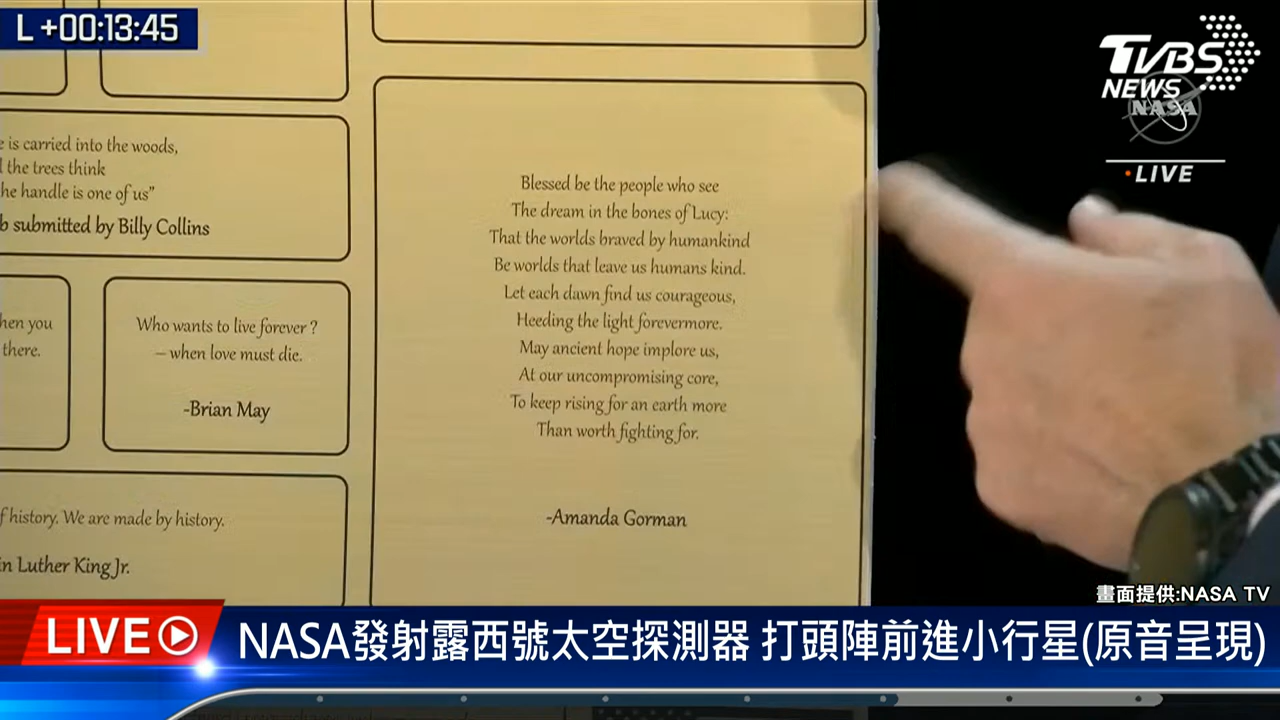 L +00:13:45
TVBS
NEWS
NASA
LIVE
e is carried into the woods,
the trees think
he handle is one of us”
submitted by Billy Collins
hen you
there.
Who wants to live forever ?
– when love must die.
-Brian May
f history. We are made by history.
in Luther King Jr.
Blessed be the people who see
The dream in the bones of Lucy:
That the worlds braved by humankind
Be worlds that leave us humans kind.
Let each dawn find us courageous,
Heeding the light forevermore.
May ancient hope implore us,
At our uncompromising core,
To keep rising for an earth more
Than worth fighting for.
-Amanda Gorman
畫面提供:NASA TV
LIVE
NASA發射露西號太空探測器 打頭陣前進小行星(原音呈現)